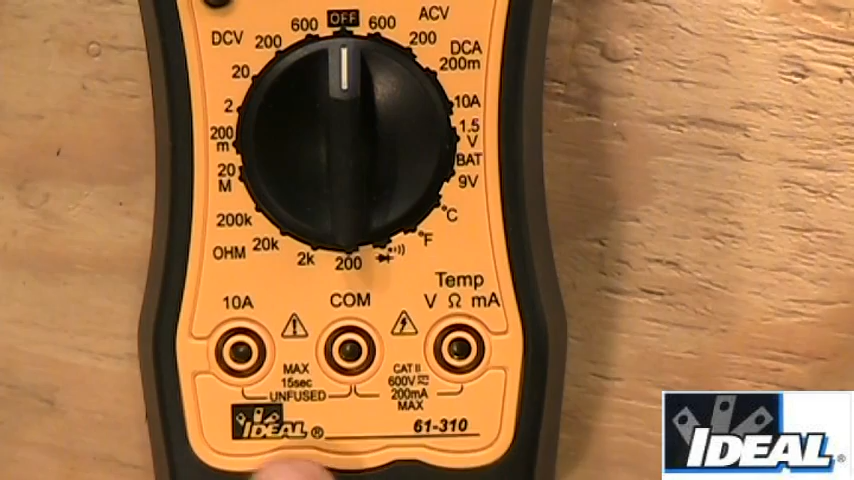 OFF
600
600
ACV
DCV
200
200
DCA
200m
20
10A
2
1.5
V
200
m
BAT
20
M
9V
°C
200k
°F
OHM
20k
2k
200
Temp
10A
COM
V Ω mA
MAX
15sec
UNFUSED
CAT II
600V
200mA
MAX
IDEAL®
61-310
IDEAL®